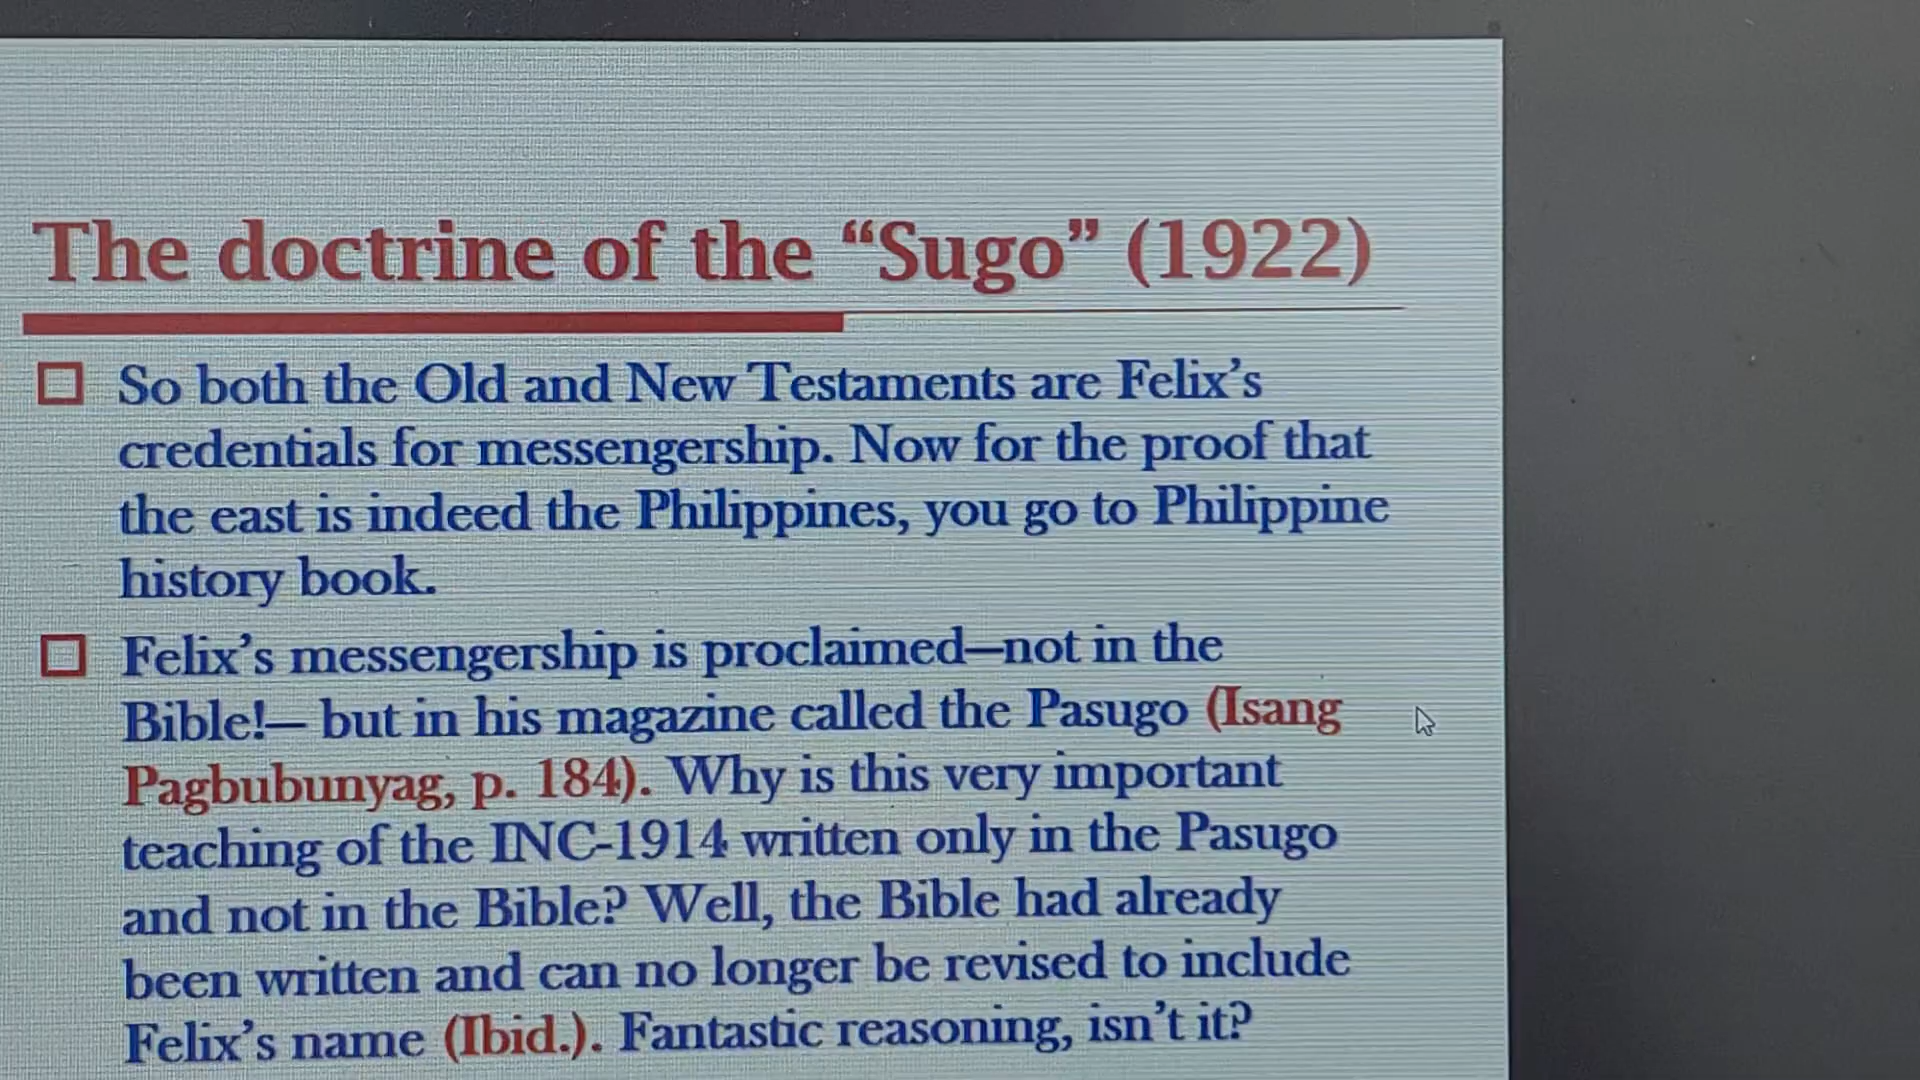 The doctrine of the “Sugo” (1922)
So both the Old and New Testaments are Felix’s
credentials for messengership. Now for the proof that
the east is indeed the Philippines, you go to Philippine
history book.
Felix’s messengership is proclaimed—not in the
Bible!— but in his magazine called the Pasugo (Isang
Pagbubunyag, p. 184). Why is this very important
teaching of the INC-1914 written only in the Pasugo
and not in the Bible? Well, the Bible had already
been written and can no longer be revised to include
Felix’s name (Ibid.). Fantastic reasoning, isn’t it?